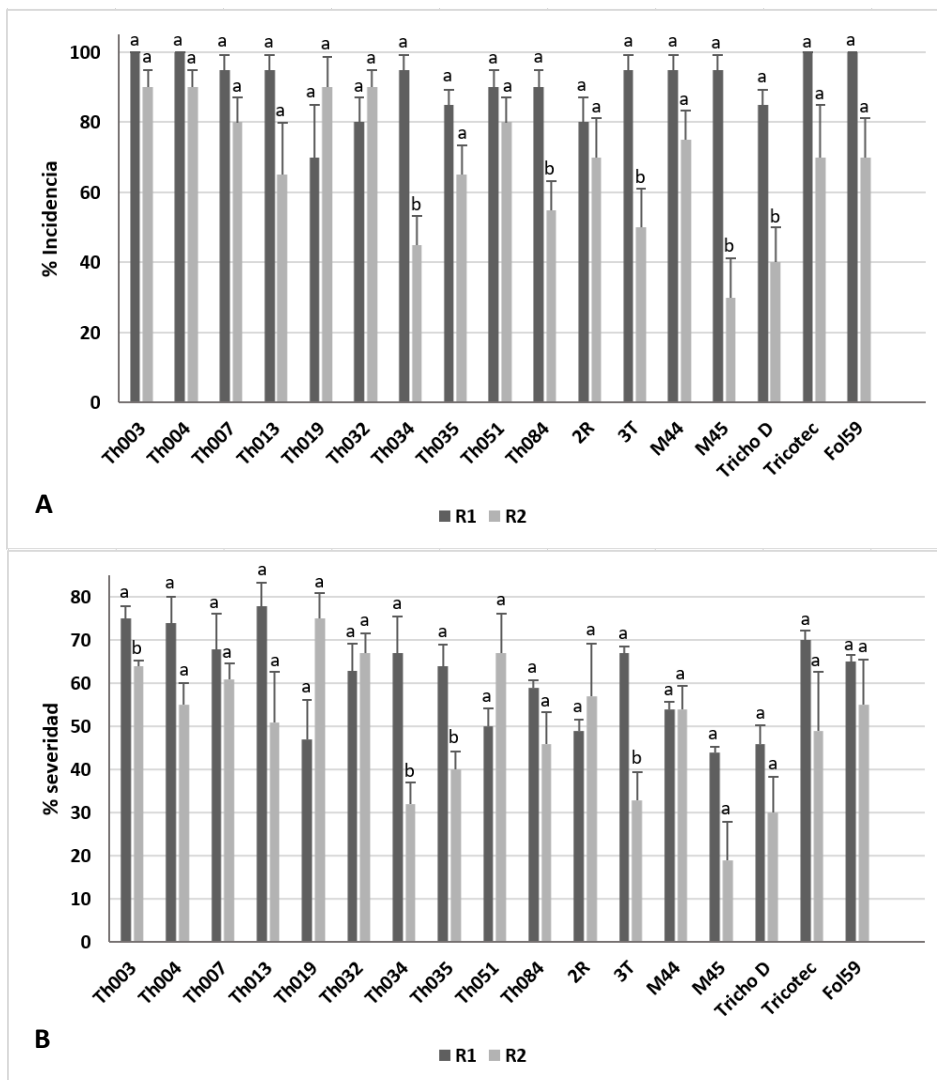 a a a a a a a a a a a a a a a a a a a a a a a a a a a a a
b b b b b
100
80
60
40
20
0
% Incidencia
Th003 Th004 Th007 Th013 Th019 Th032 Th034 Th035 Th051 Th084 2R 3T M44 M45 Tricho D Tricotec Fol59
A
R1 R2
a a a a a a a a a a a a a a a a a a a a a a a a a a a a a a
b b b b
80
70
60
50
40
30
20
10
0
% severidad
Th003 Th004 Th007 Th013 Th019 Th032 Th034 Th035 Th051 Th084 2R 3T M44 M45 Tricho D Tricotec Fol59
B
R1 R2